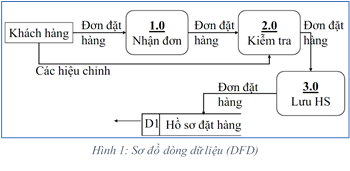 Khách hàng
Đơn đặt
hàng
1.0
Nhận đơn
Đơn đặt
hàng
2.0
Kiểm tra
Đơn đặt
hàng
Các hiệu chinh
Đơn đặt
hàng
3.0
Lưu HS
D1 Hồ sơ đặt hàng
Hình 1: Sơ đồ dòng dữ liệu (DFD)